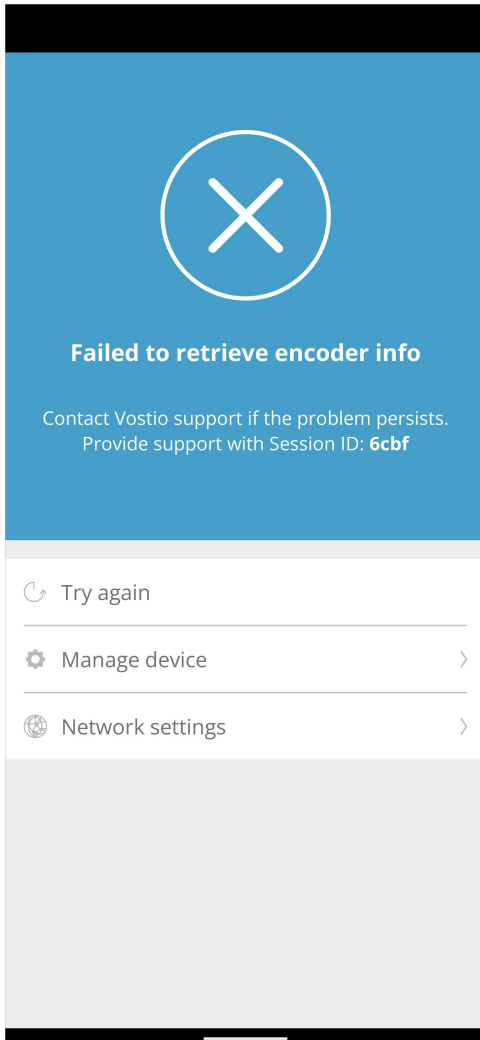 Failed to retrieve encoder info
Contact Vostio support if the problem persists.
Provide support with Session ID: 6cbf
Try again
Manage device
Network settings